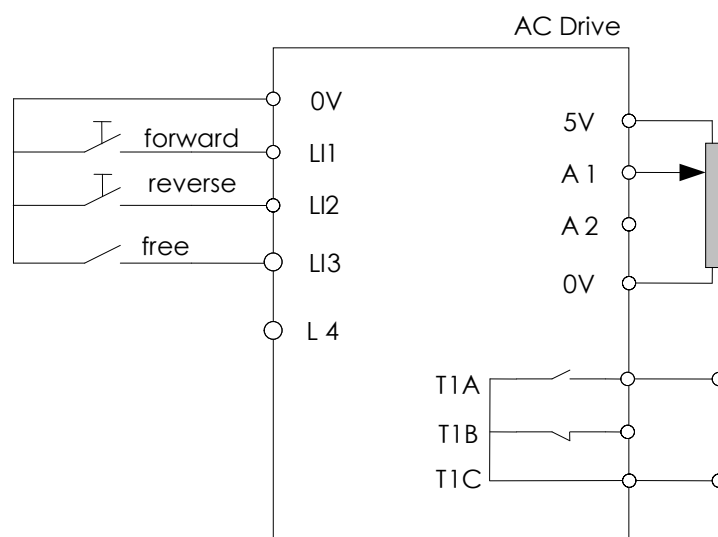 AC Drive
0V
forward
LI1
reverse
LI2
free
LI3
L 4
5V
A 1
A 2
0V
T1A
T1B
T1C